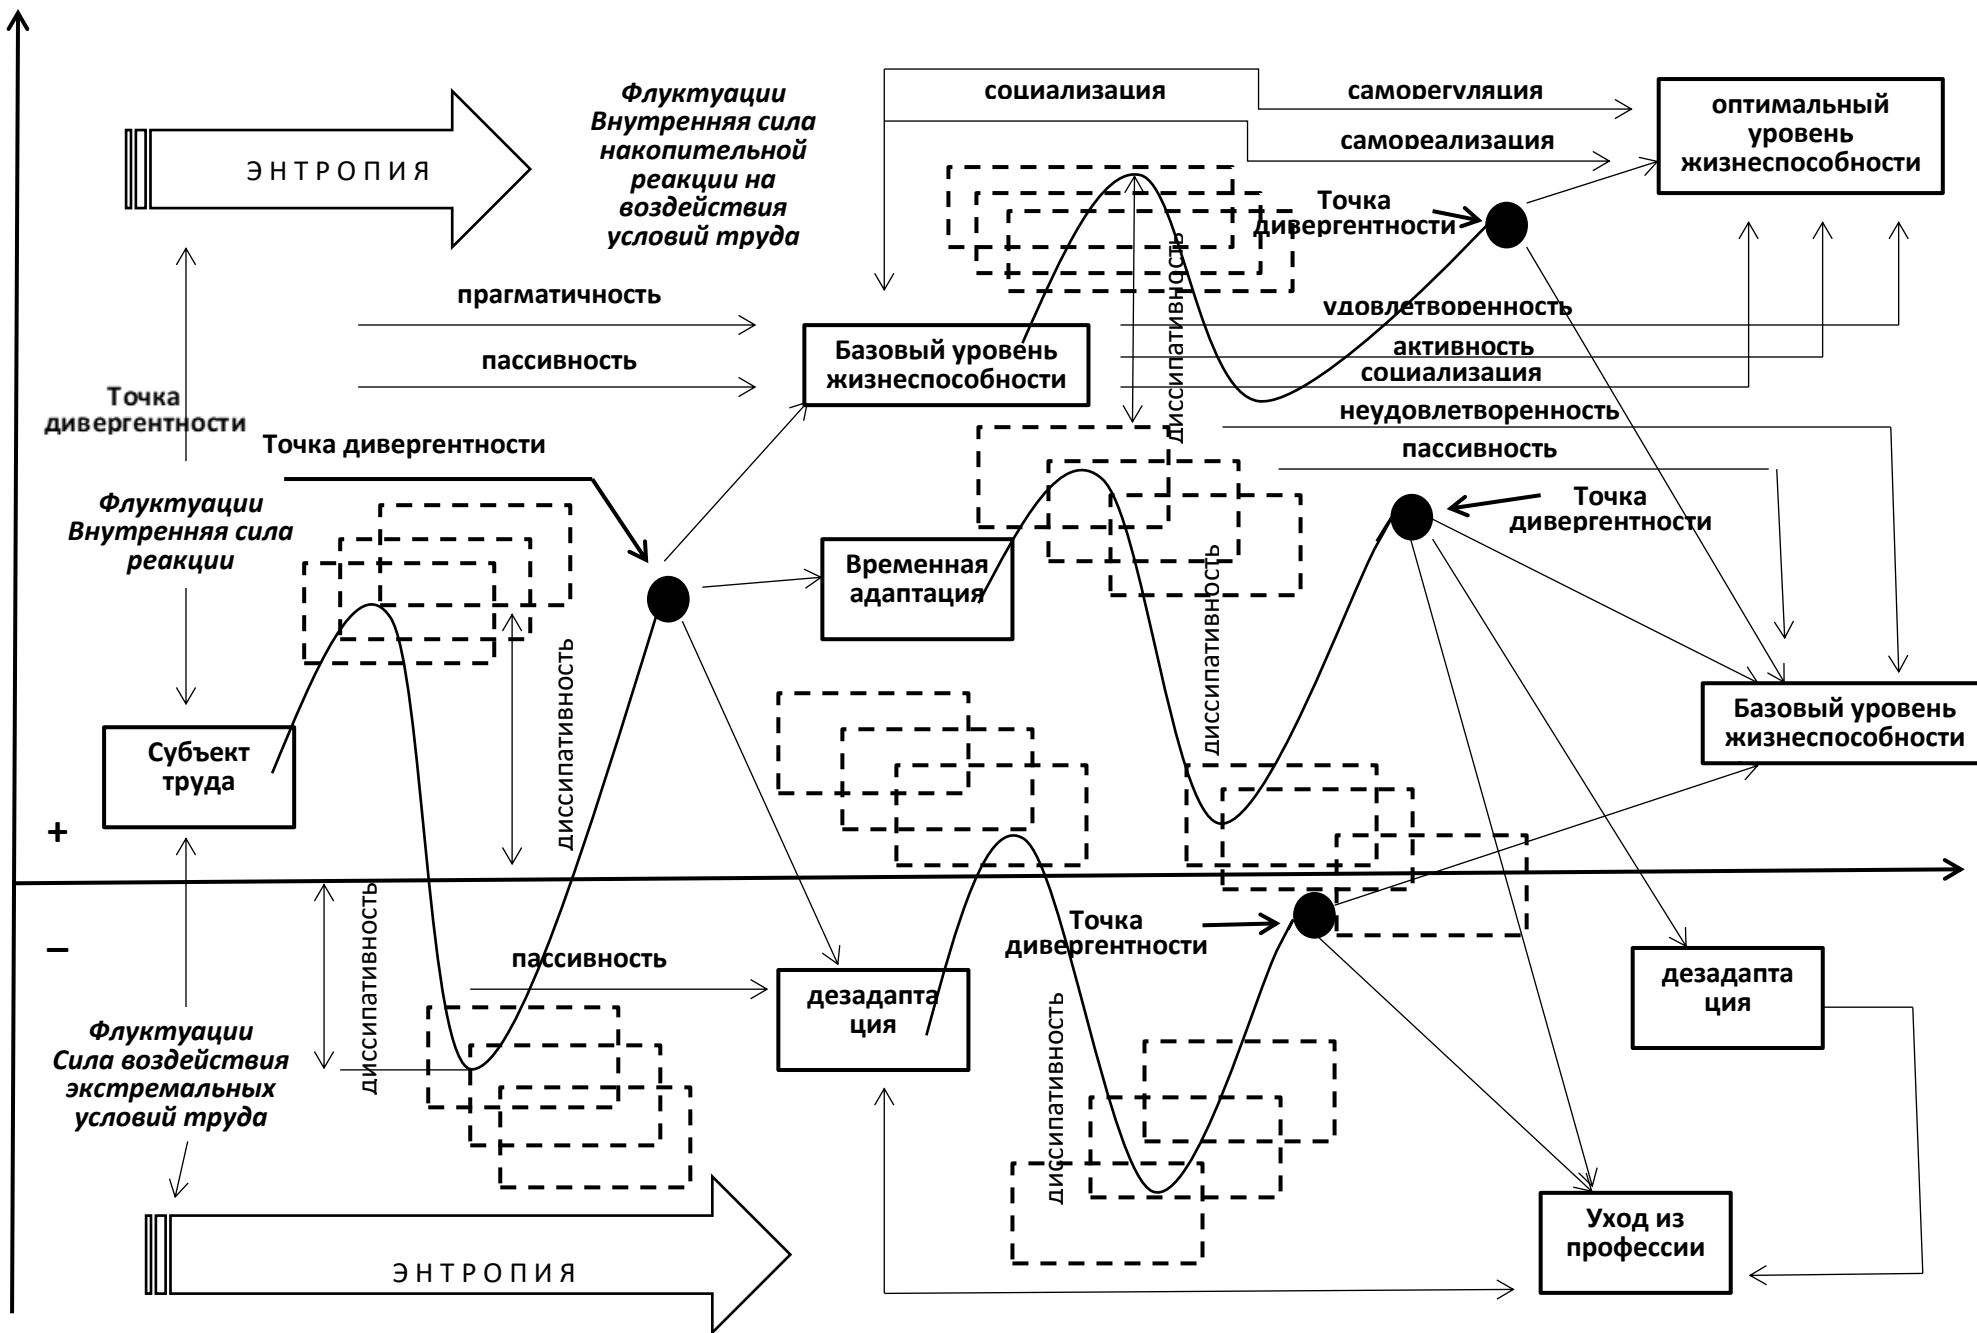 Флуктуации
Внутренняя сила
накопительной
реакции на
воздействия
условий труда
ЭНТРОПИЯ
социализация
саморегуляция
самореализация
оптимальный
уровень
жизнеспособности
Точка
дивергентности
диссипативность
прагматичность
пассивность
Базовый уровень
жизнеспособности
удовлетворенность
активность
социализация
неудовлетворенность
пассивность
Точка
дивергентности
Точка дивергентности
Точка
дивергентности
Флуктуации
Внутренняя сила
реакции
Временная
адаптация
диссипативность
диссипативность
Базовый уровень
жизнеспособности
Субъект
труда
+
–
диссипативность
пассивность
дезадапта
ция
Точка
дивергентности
дезадапта
ция
диссипативность
Флуктуации
Сила воздействия
экстремальных
условий труда
Уход из
профессии
ЭНТРОПИЯ